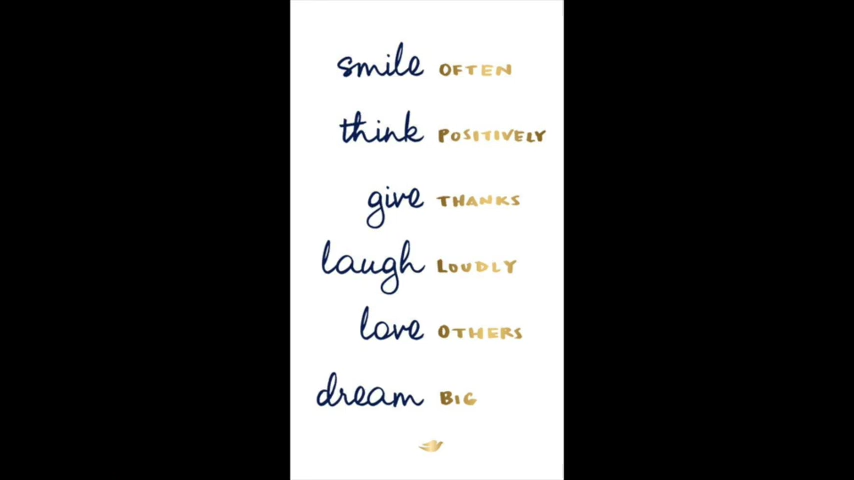 smile OFTEN
think POSITIVELY
give THANKS
laugh LOUDLY
love OTHERS
dream BIG